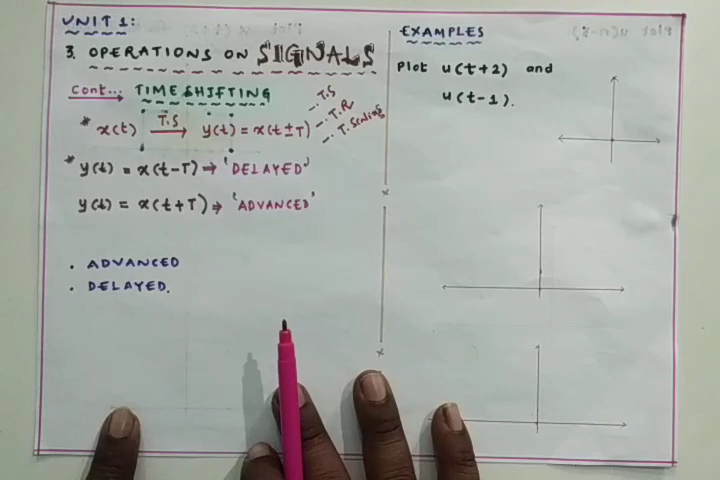 UNIT 1:
3. OPERATIONS ON SIGNALS
Cont... TIME SHIFTING
- T.S
- T.R
- T.Scaling
* x(t) T.S → y(t) = x(t±T)
* y(t) = x(t-T) ⇒ 'DELAYED'
y(t) = x(t+T) ⇒ 'ADVANCED'
. ADVANCED
. DELAYED.
EXAMPLES
Plot u(t+2) and
u(t-1).